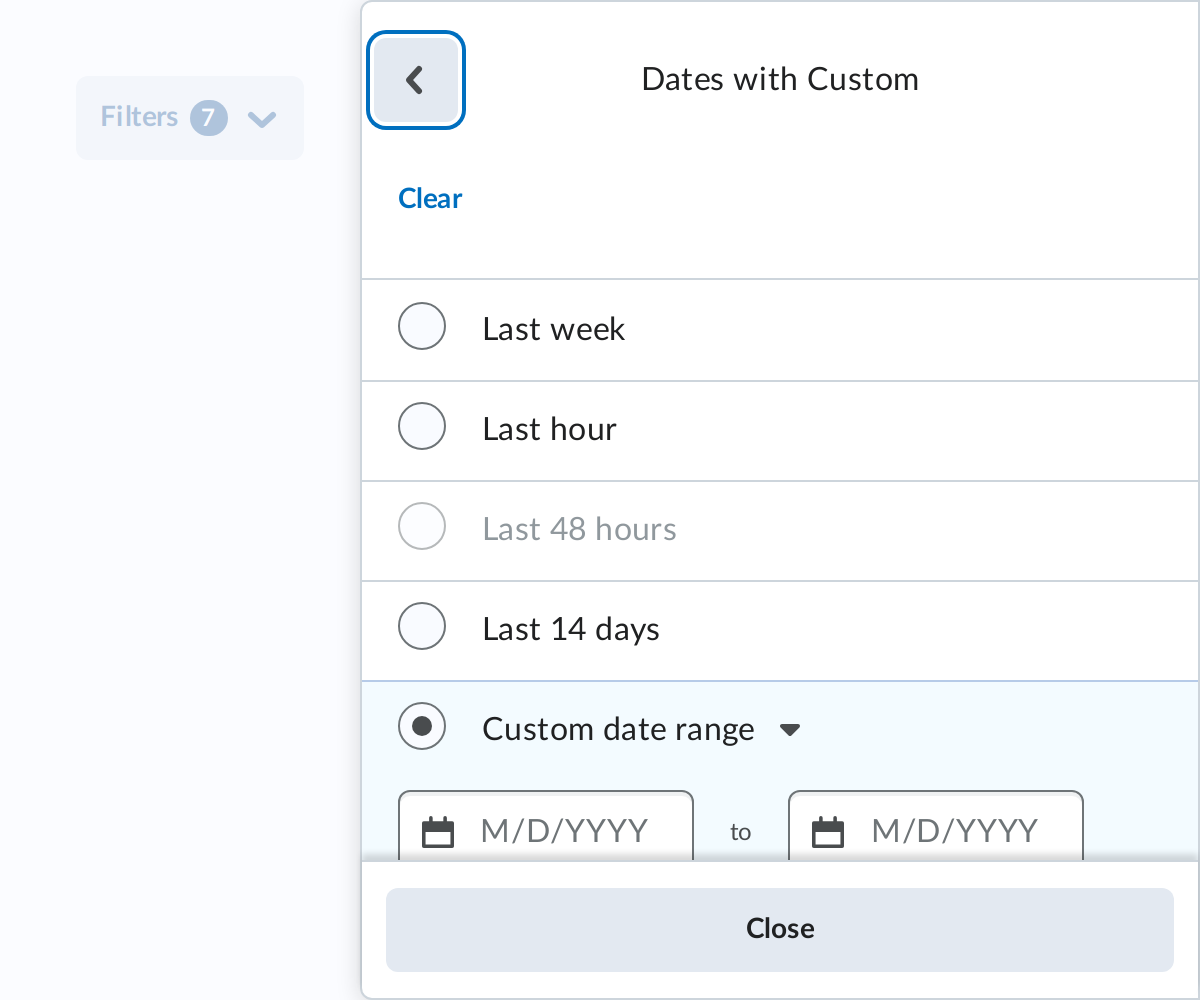 Filters 7
Dates with Custom
Clear
Last week
Last hour
Last 48 hours
Last 14 days
Custom date range
M/D/YYYY to M/D/YYYY
Close